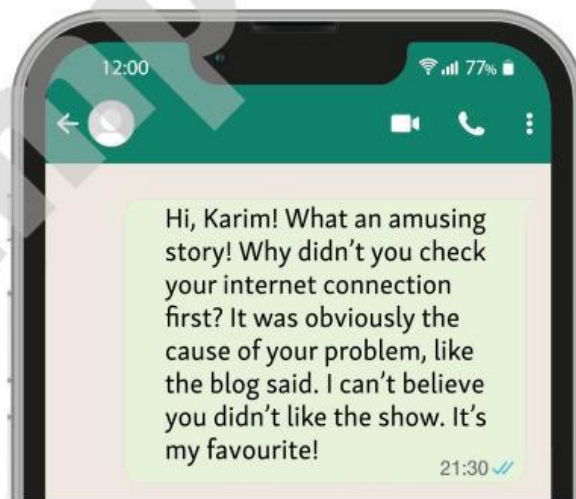 12:00
77%
Hi, Karim! What an amusing
story! Why didn't you check
your internet connection
first? It was obviously the
cause of your problem, like
the blog said. I can't believe
you didn't like the show. It's
my favourite!
21:30